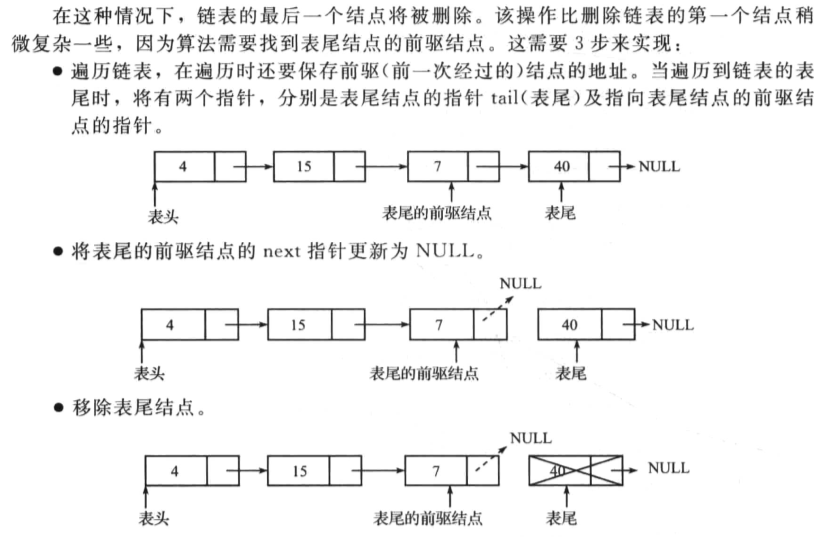 在这种情况下，链表的最后一个结点将被删除。该操作比删除链表的第一个结点稍
微复杂一些，因为算法需要找到表尾结点的前驱结点。这需要 3 步来实现：
● 遍历链表，在遍历时还要保存前驱(前一次经过的)结点的地址。当遍历到链表的表
尾时，将有两个指针，分别是表尾结点的指针 tail(表尾)及指向表尾结点的前驱结
点的指针。
4 15 7 40 NULL
表头 表尾的前驱结点 表尾
● 将表尾的前驱结点的 next 指针更新为 NULL。
NULL
4 15 7 40 NULL
表头 表尾的前驱结点 表尾
● 移除表尾结点。
NULL
4 15 7 40 NULL
表头 表尾的前驱结点 表尾